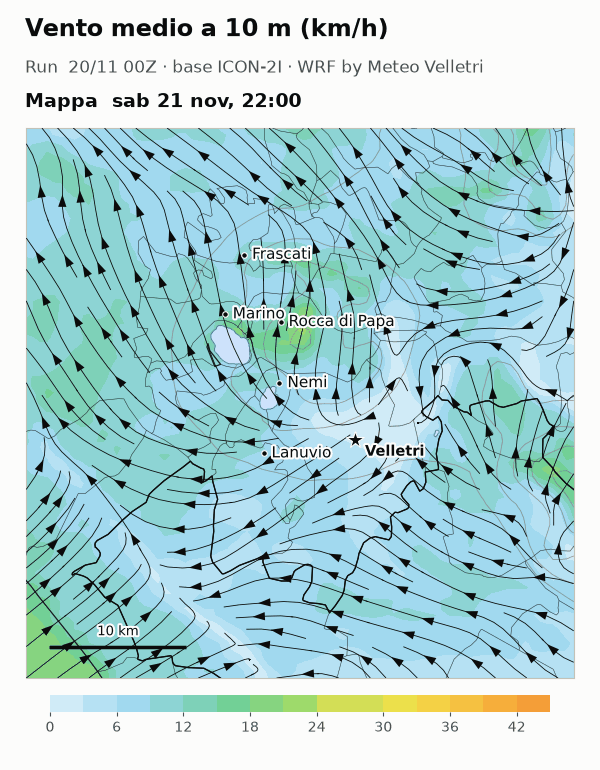 Vento medio a 10 m (km/h)
Run  20/11 00Z · base ICON-2I · WRF by Meteo Velletri
Mappa  sab 21 nov, 22:00
Frascati
Marino
Rocca di Papa
Nemi
Lanuvio
Velletri
10 km
0 6 12 18 24 30 36 42